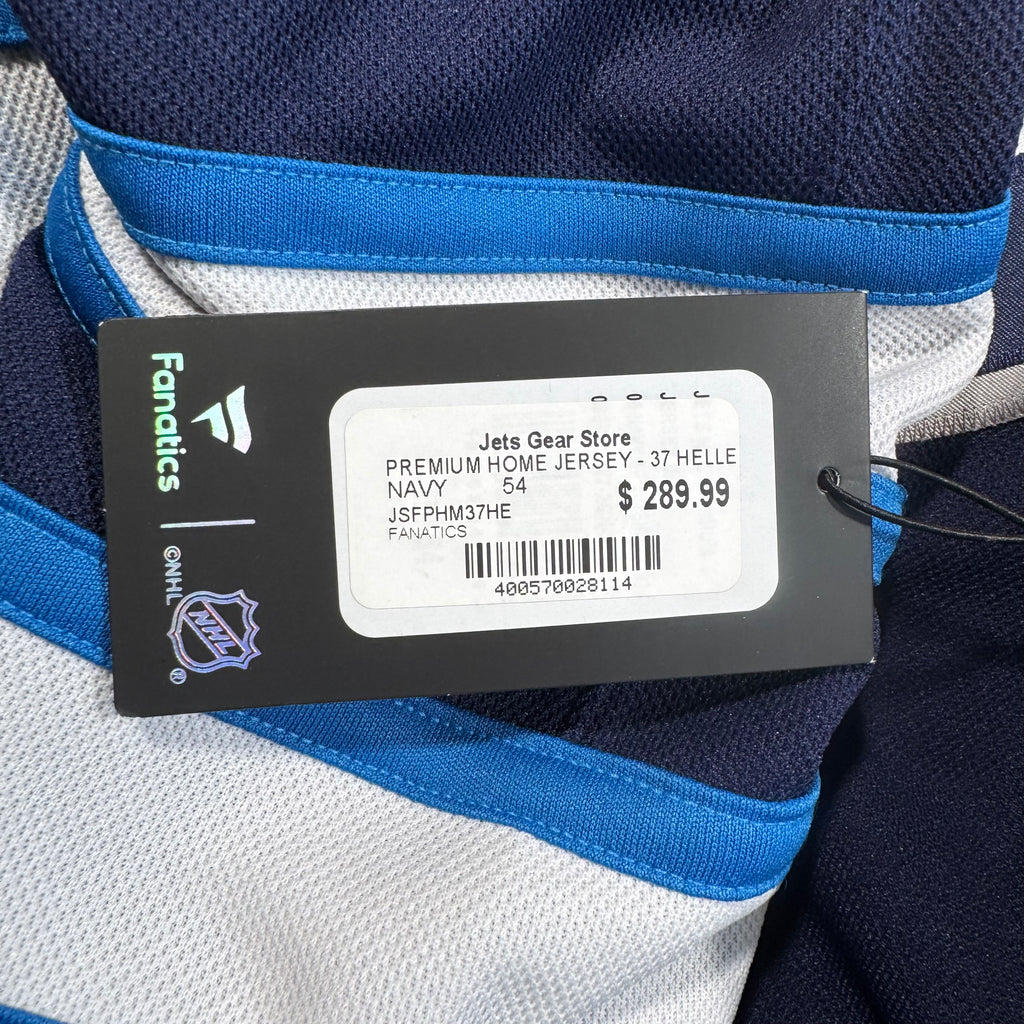 Fanatics
©NHL
NHL
®
Jets Gear Store
PREMIUM HOME JERSEY - 37 HELLE
NAVY 54
$ 289.99
JSFPHM37HE
FANATICS
400570028114